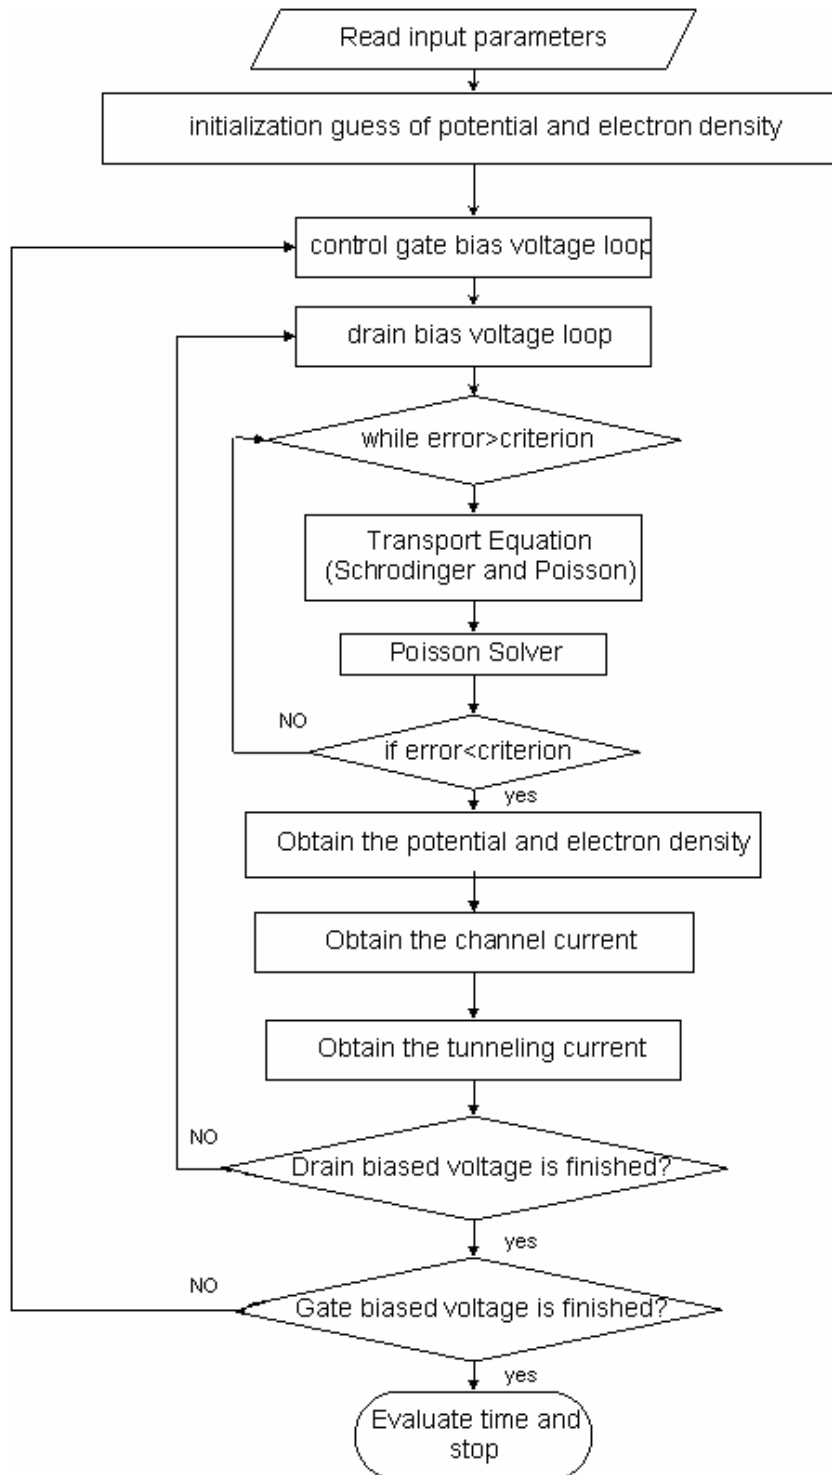 Read input parameters
initialization guess of potential and electron density
control gate bias voltage loop
drain bias voltage loop
while error>criterion
Transport Equation
(Schrodinger and Poisson)
Poisson Solver
NO
if error<criterion
yes
Obtain the potential and electron density
Obtain the channel current
Obtain the tunneling current
NO
Drain biased voltage is finished?
yes
NO
Gate biased voltage is finished?
yes
Evaluate time and
stop